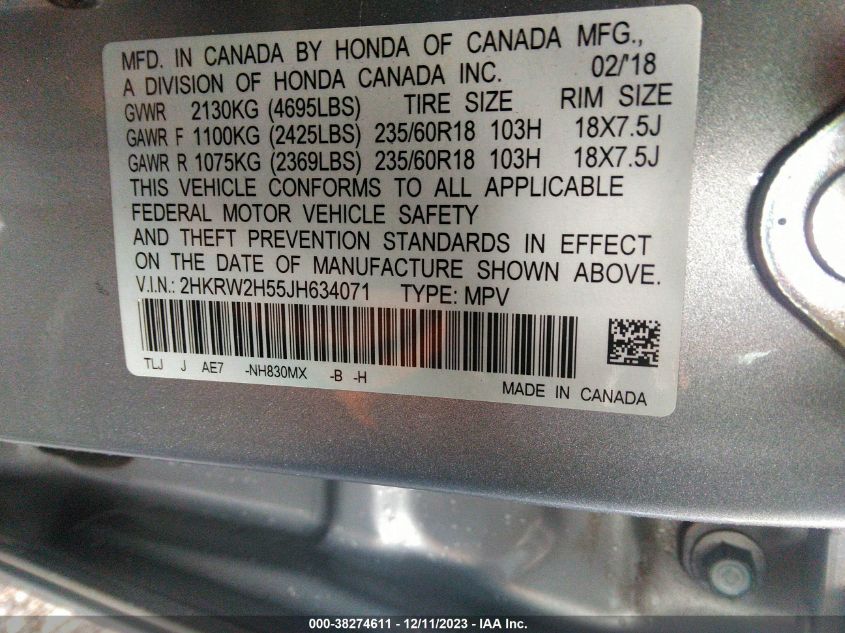 MFD. IN CANADA BY HONDA OF CANADA MFG.,
A DIVISION OF HONDA CANADA INC. 02/'18
GVWR 2130KG (4695LBS) TIRE SIZE RIM SIZE
GAWR F 1100KG (2425LBS) 235/60R18 103H 18X7.5J
GAWR R 1075KG (2369LBS) 235/60R18 103H 18X7.5J
THIS VEHICLE CONFORMS TO ALL APPLICABLE
FEDERAL MOTOR VEHICLE SAFETY
AND THEFT PREVENTION STANDARDS IN EFFECT
ON THE DATE OF MANUFACTURE SHOWN ABOVE.
V.I.N.: 2HKRW2H55JH634071 TYPE: MPV
TLJ J AE7 -NH830MX -B -H
MADE IN CANADA
000-38274611 - 12/11/2023 - IAA Inc.